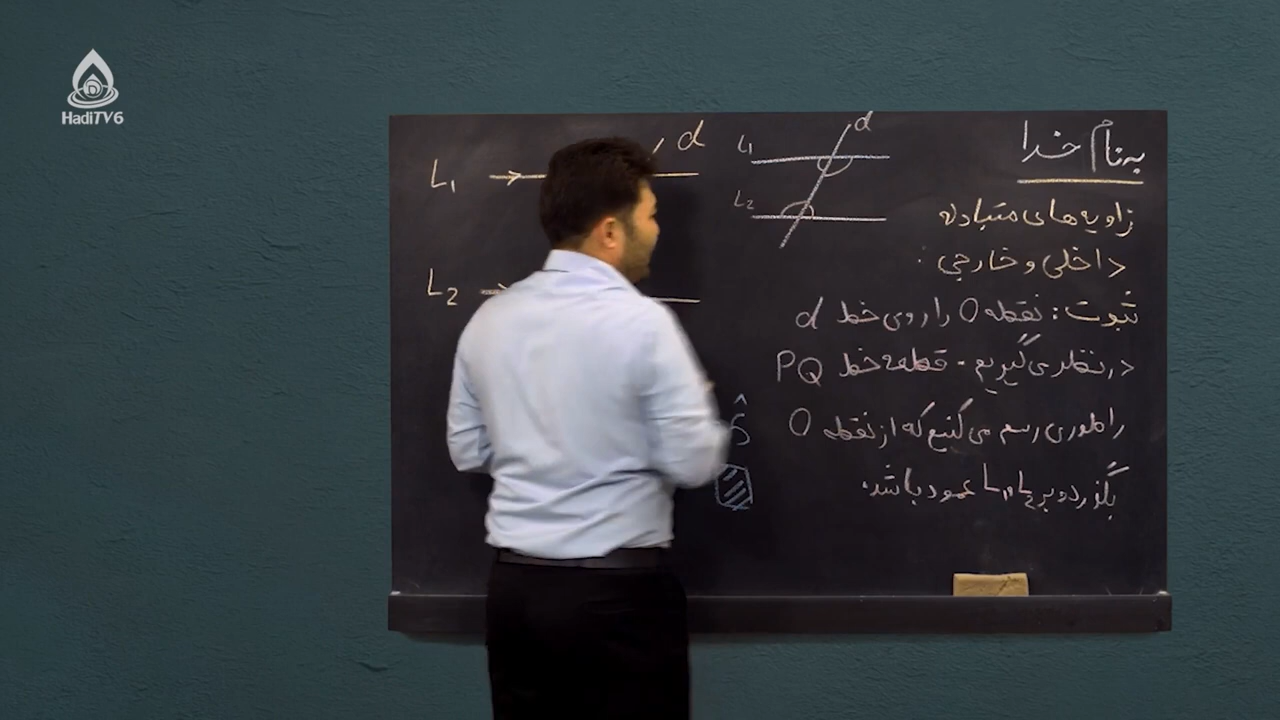 HadiTV6
به نام خدا
زاویه های متبادله
داخلی و خارجی :
ثبوت: نقطه O را روی خط d
در نظر می گیریم - قطعه خط PQ
را طوری رسم می کنیم که از نقطه O
بگذرد و بر L₂ و L₁ عمود باشد.
d
L₁
L₂
d
L₁
L₂